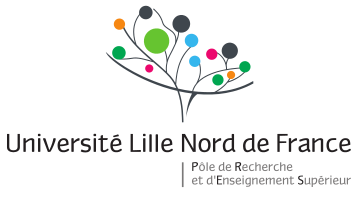 Université Lille Nord de France
Pôle de Recherche
et d'Enseignement Supérieur